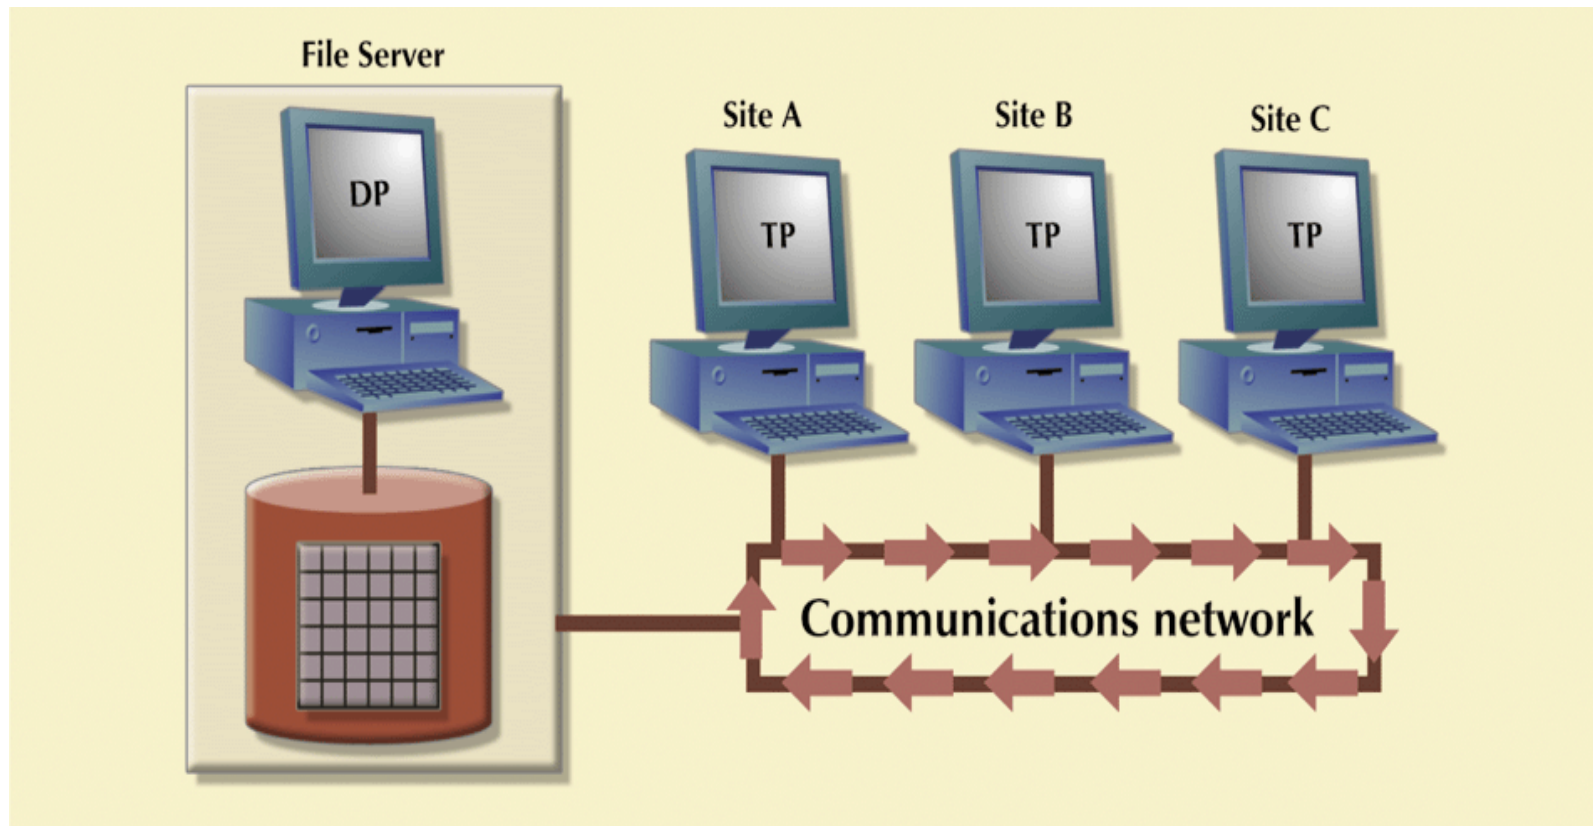 File Server
DP
Site A
Site B
Site C
TP
TP
TP
Communications network